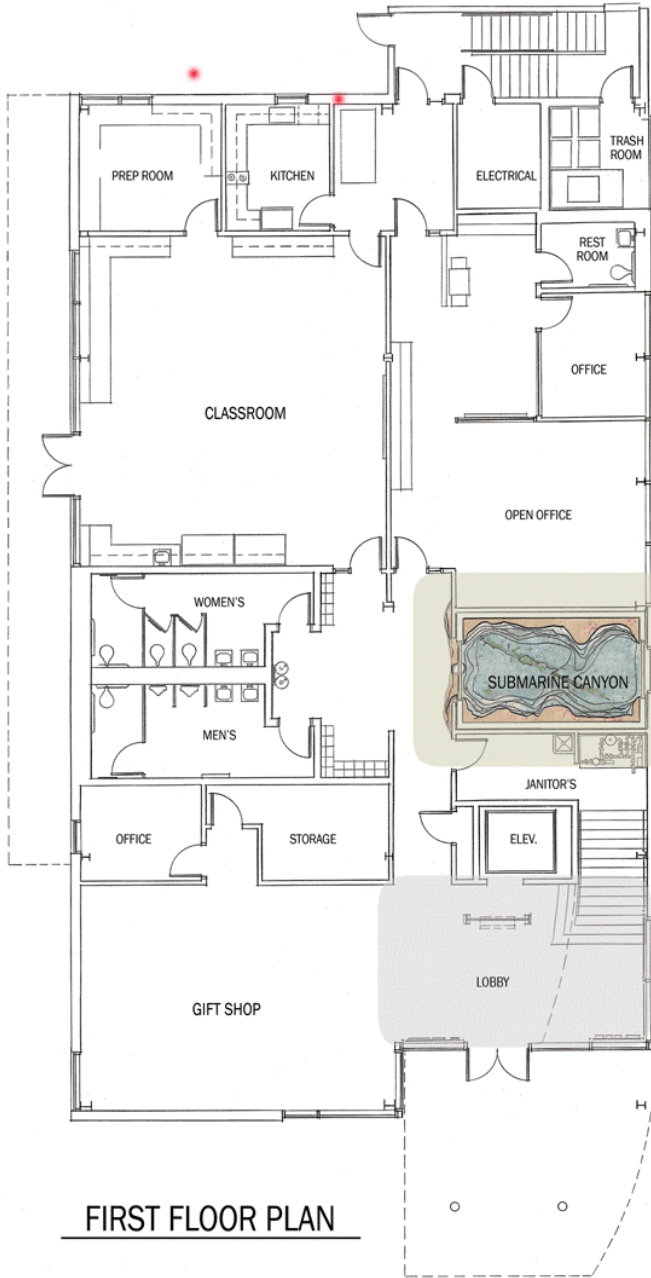 TRASH
ROOM
PREP ROOM
KITCHEN
ELECTRICAL
REST
ROOM
OFFICE
CLASSROOM
OPEN OFFICE
WOMEN'S
SUBMARINE CANYON
MEN'S
JANITOR'S
OFFICE
STORAGE
ELEV.
LOBBY
GIFT SHOP
FIRST FLOOR PLAN